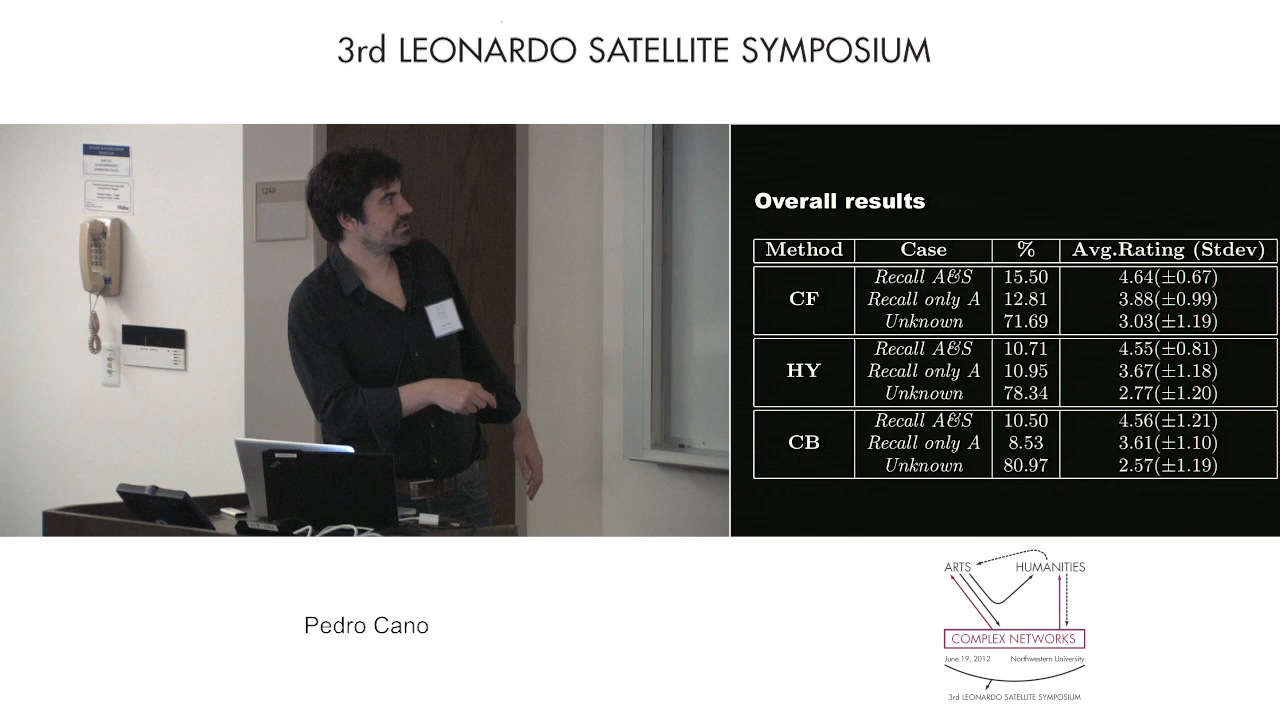 3rd LEONARDO SATELLITE SYMPOSIUM
1240
Overall results
Method Case % Avg.Rating (Stdev)
CF
Recall A&S 15.50 4.64(±0.67)
Recall only A 12.81 3.88(±0.99)
Unknown 71.69 3.03(±1.19)
HY
Recall A&S 10.71 4.55(±0.81)
Recall only A 10.95 3.67(±1.18)
Unknown 78.34 2.77(±1.20)
CB
Recall A&S 10.50 4.56(±1.21)
Recall only A 8.53 3.61(±1.10)
Unknown 80.97 2.57(±1.19)
Pedro Cano
ARTS HUMANITIES
COMPLEX NETWORKS
June 19, 2012 Northwestern University
3rd LEONARDO SATELLITE SYMPOSIUM